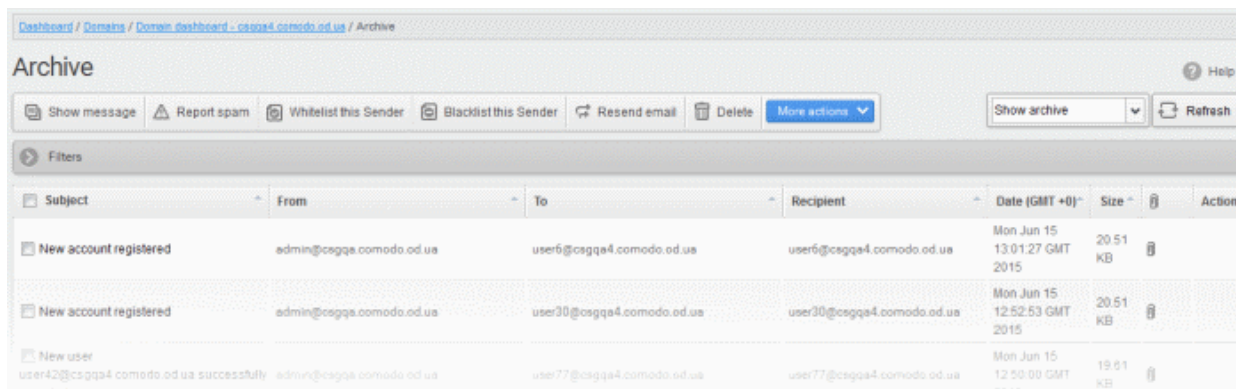 Dashboard / Domains / Domain dashboard - csgqa4.comodo.od.ua / Archive
Archive
Help
Show message Report spam Whitelist this Sender Blacklist this Sender Resend email Delete More actions Show archive Refresh
Filters
Subject From To Recipient Date (GMT +0) Size Action
New account registered admin@csgqa.comodo.od.ua user6@csgqa4.comodo.od.ua user6@csgqa4.comodo.od.ua Mon Jun 15 20.51
13:01:27 GMT KB
2015
New account registered admin@csgqa.comodo.od.ua user30@csgqa4.comodo.od.ua user30@csgqa4.comodo.od.ua Mon Jun 15 20.51
12:52:53 GMT KB
2015
New user Mon Jun 15 19.61
user42@csgqa4.comodo.od.ua successfully admin@csgqa.comodo.od.ua user77@csgqa4.comodo.od.ua user77@csgqa4.comodo.od.ua 12:50:00 GMT KB